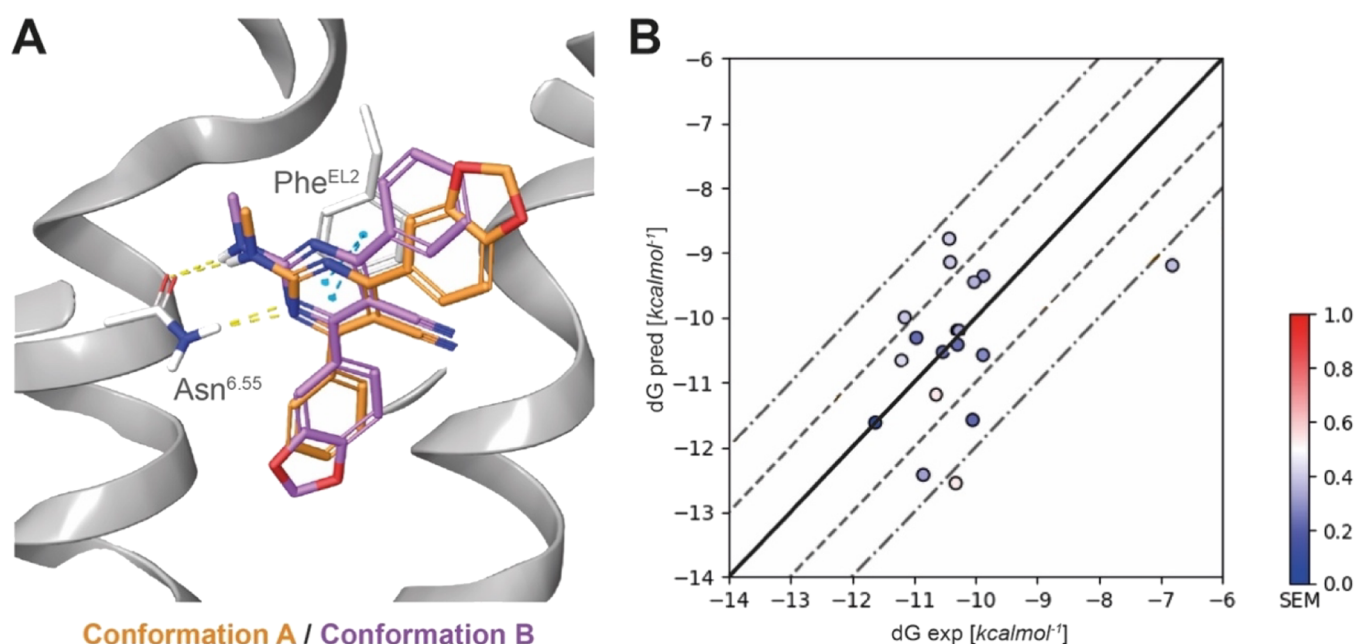 A
Phe^EL2
Asn^6.55
Conformation A / Conformation B
B
dG pred [kcalmol⁻¹]
−6
−7
−8
−9
−10
−11
−12
−13
−14
−14 −13 −12 −11 −10 −9 −8 −7 −6
dG exp [kcalmol⁻¹]
1.0
0.8
0.6
0.4
0.2
0.0
SEM